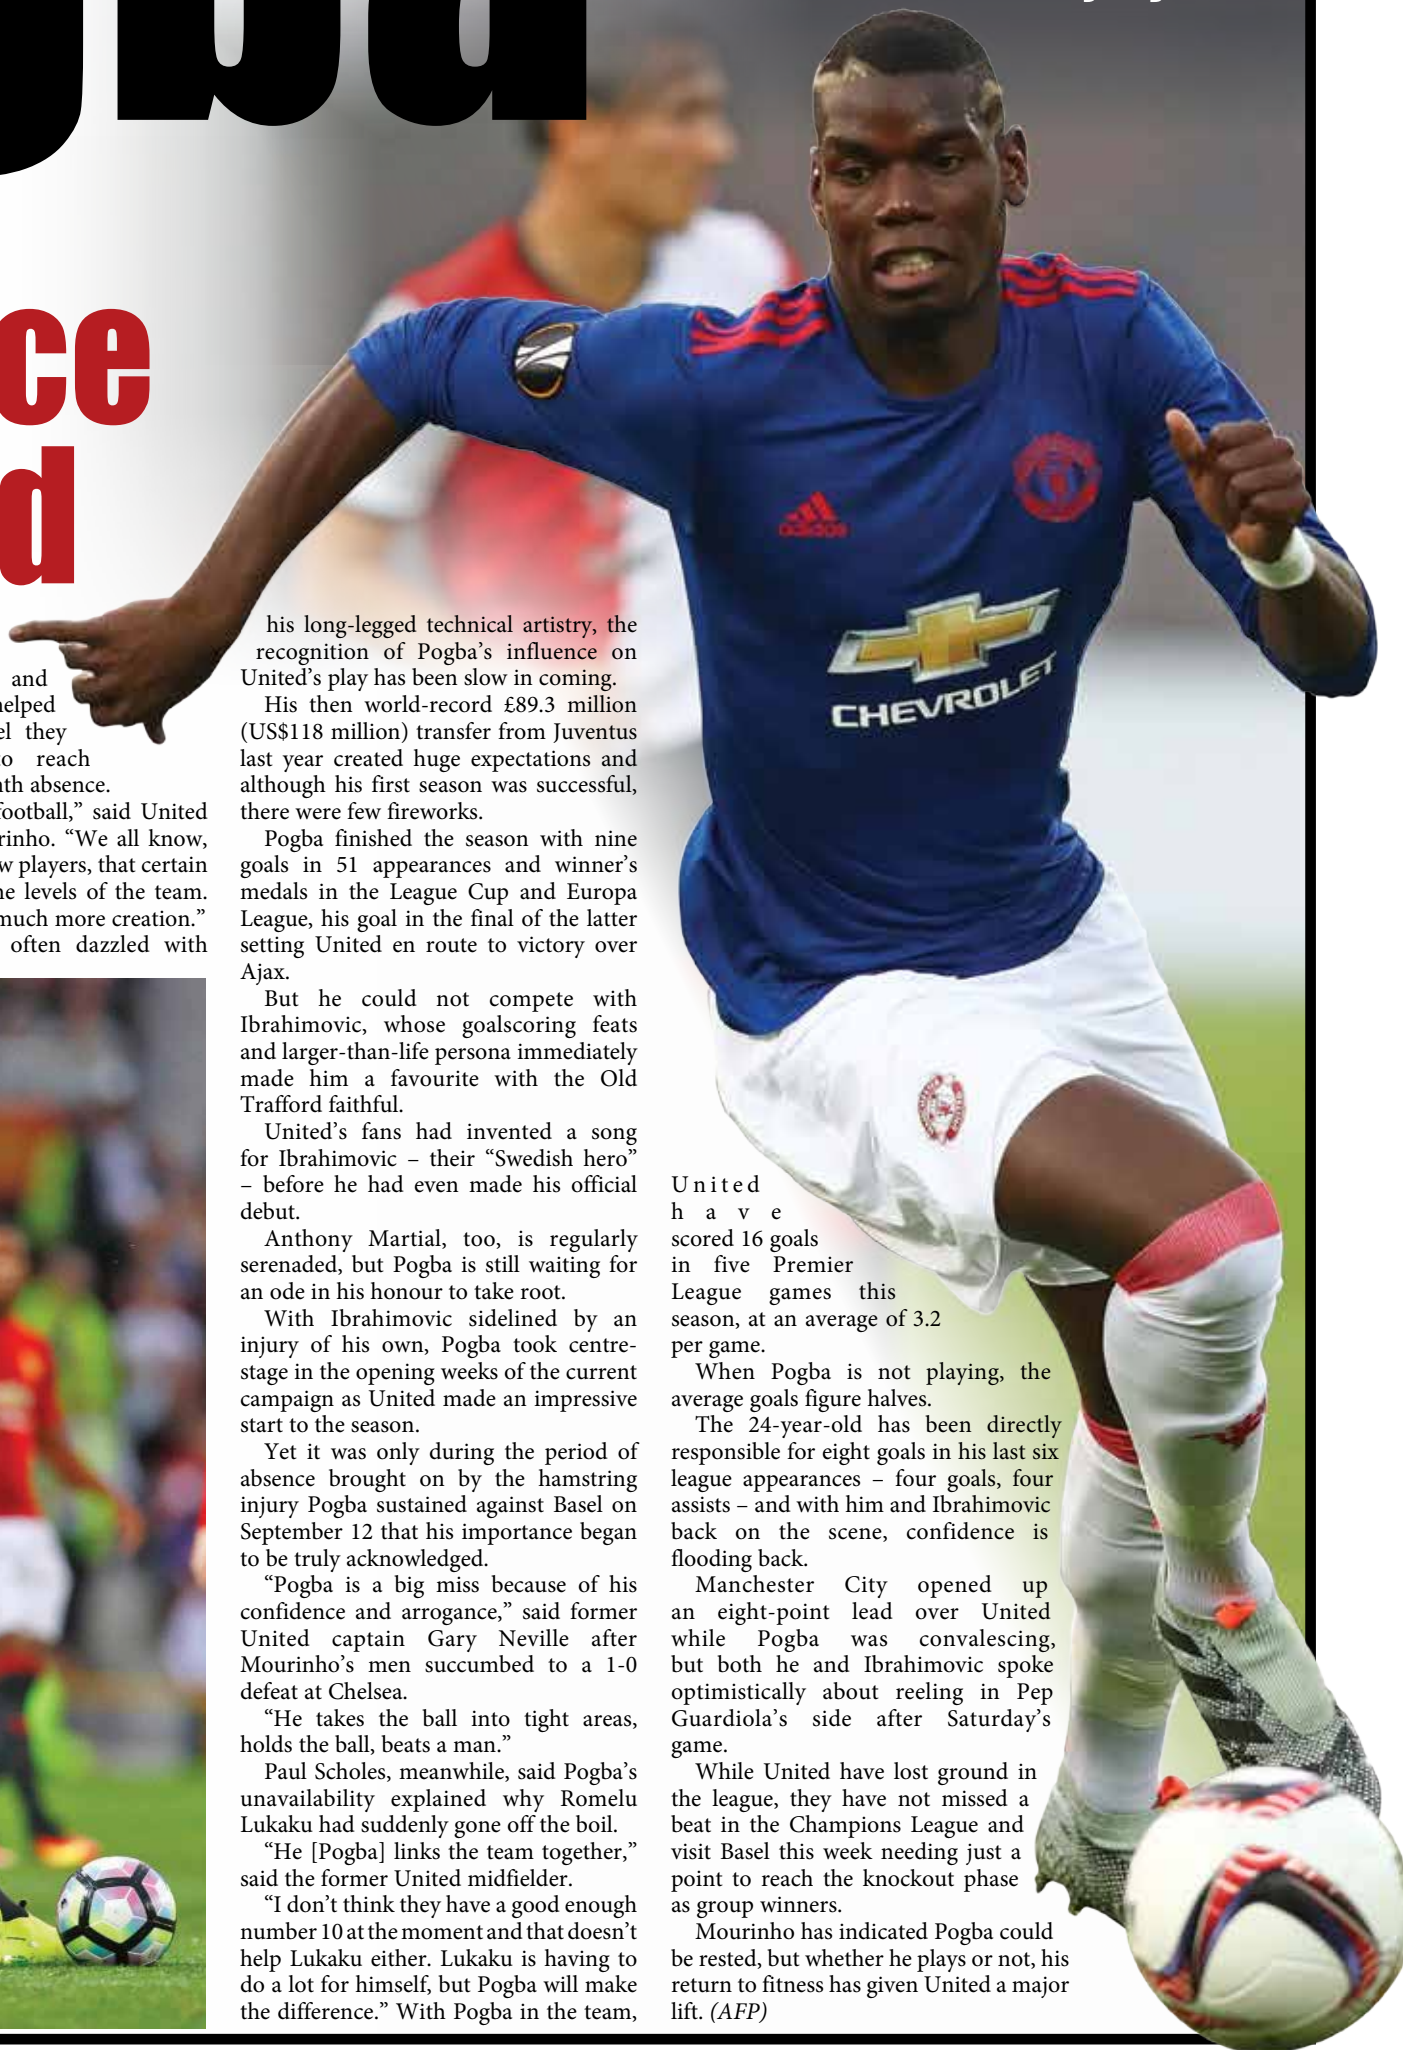 gba
ce
d
and
helped
el they
to reach
nth absence.
football,” said United
rinho. “We all know,
w players, that certain
he levels of the team.
much more creation.”
often dazzled with
his long-legged technical artistry, the
recognition of Pogba’s influence on
United’s play has been slow in coming.
His then world-record £89.3 million
(US$118 million) transfer from Juventus
last year created huge expectations and
although his first season was successful,
there were few fireworks.
Pogba finished the season with nine
goals in 51 appearances and winner’s
medals in the League Cup and Europa
League, his goal in the final of the latter
setting United en route to victory over
Ajax.
But he could not compete with
Ibrahimovic, whose goalscoring feats
and larger-than-life persona immediately
made him a favourite with the Old
Trafford faithful.
United’s fans had invented a song
for Ibrahimovic – their “Swedish hero”
– before he had even made his official
debut.
Anthony Martial, too, is regularly
serenaded, but Pogba is still waiting for
an ode in his honour to take root.
With Ibrahimovic sidelined by an
injury of his own, Pogba took centre-
stage in the opening weeks of the current
campaign as United made an impressive
start to the season.
Yet it was only during the period of
absence brought on by the hamstring
injury Pogba sustained against Basel on
September 12 that his importance began
to be truly acknowledged.
“Pogba is a big miss because of his
confidence and arrogance,” said former
United captain Gary Neville after
Mourinho’s men succumbed to a 1-0
defeat at Chelsea.
“He takes the ball into tight areas,
holds the ball, beats a man.”
Paul Scholes, meanwhile, said Pogba’s
unavailability explained why Romelu
Lukaku had suddenly gone off the boil.
“He [Pogba] links the team together,”
said the former United midfielder.
“I don’t think they have a good enough
number 10 at the moment and that doesn’t
help Lukaku either. Lukaku is having to
do a lot for himself, but Pogba will make
the difference.” With Pogba in the team,
United
have
scored 16 goals
in five Premier
League games this
season, at an average of 3.2
per game.
When Pogba is not playing, the
average goals figure halves.
The 24-year-old has been directly
responsible for eight goals in his last six
league appearances – four goals, four
assists – and with him and Ibrahimovic
back on the scene, confidence is
flooding back.
Manchester City opened up
an eight-point lead over United
while Pogba was convalescing,
but both he and Ibrahimovic spoke
optimistically about reeling in Pep
Guardiola’s side after Saturday’s
game.
While United have lost ground in
the league, they have not missed a
beat in the Champions League and
visit Basel this week needing just a
point to reach the knockout phase
as group winners.
Mourinho has indicated Pogba could
be rested, but whether he plays or not, his
return to fitness has given United a major
lift. (AFP)
adidas
CHEVROLET